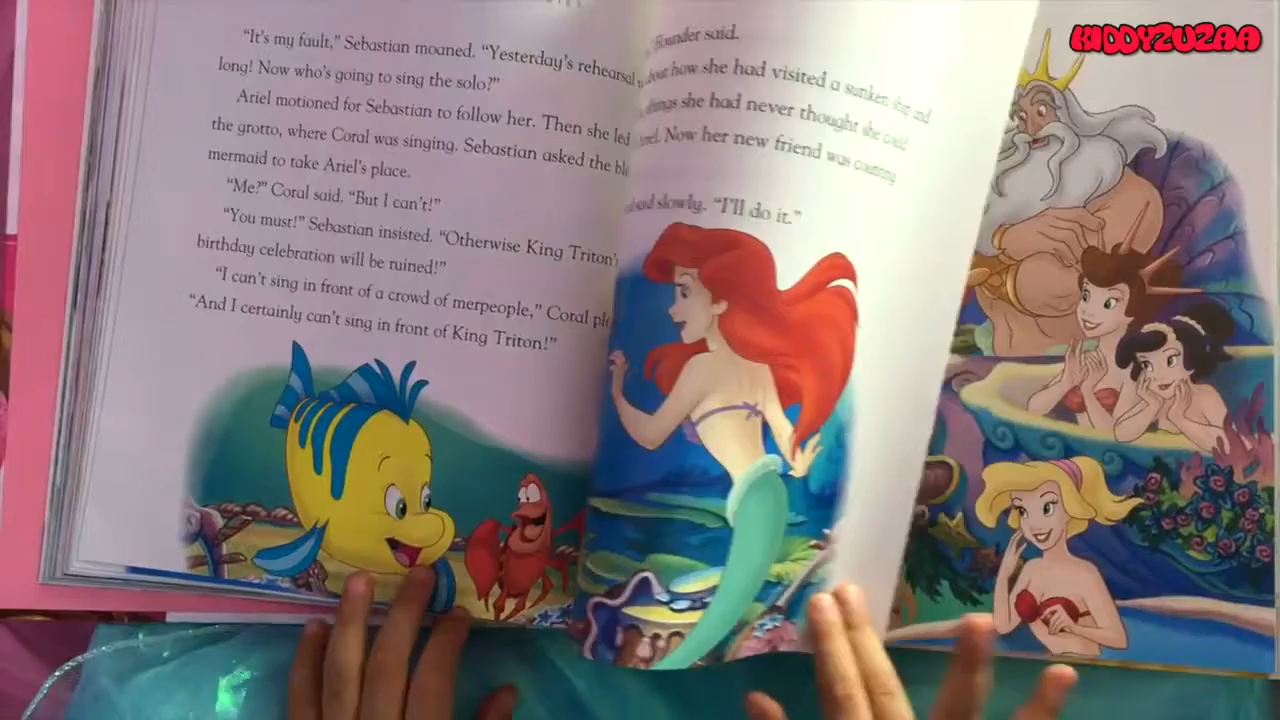 KIDDYZUZAA
"It's my fault," Sebastian moaned. "Yesterday's rehearsal
long! Now who's going to sing the solo?"
Ariel motioned for Sebastian to follow her. Then she led
the grotto, where Coral was singing. Sebastian asked the
mermaid to take Ariel's place.
"Me?" Coral said. "But I can't!"
"You must!" Sebastian insisted. "Otherwise King Triton's
birthday celebration will be ruined!"
"I can't sing in front of a crowd of merpeople," Coral
"And I certainly can't sing in front of King Triton!"
Flounder said.
how she had visited a sunken ship and
things she had never thought she could
Now her new friend was counting
said slowly. "I'll do it."